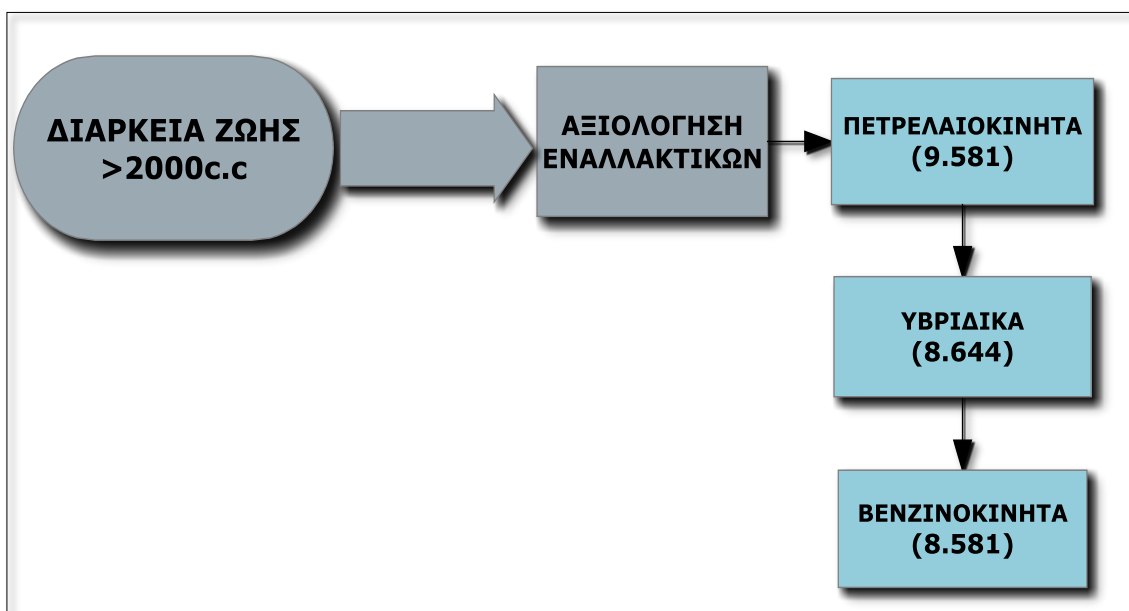 ΔΙΑΡΚΕΙΑ ΖΩΗΣ
>2000c.c
ΑΞΙΟΛΟΓΗΣΗ
ΕΝΑΛΛΑΚΤΙΚΩΝ
ΠΕΤΡΕΛΑΙΟΚΙΝΗΤΑ
(9.581)
ΥΒΡΙΔΙΚΑ
(8.644)
ΒΕΝΖΙΝΟΚΙΝΗΤΑ
(8.581)